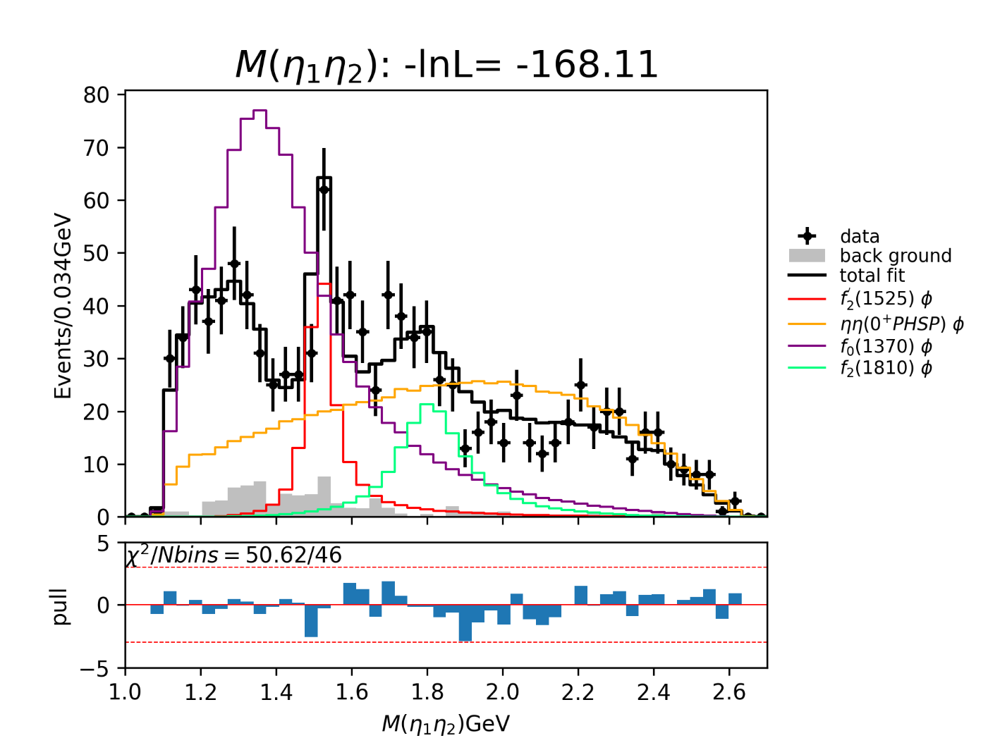 M(η₁η₂): -lnL= -168.11
80
70
60
50
40
30
20
10
0
Events/0.034GeV
data
back ground
total fit
f₂′(1525) ϕ
ηη(0⁺PHSP) ϕ
f₀(1370) ϕ
f₂(1810) ϕ
χ²/Nbins = 50.62/46
5
0
−5
pull
1.0 1.2 1.4 1.6 1.8 2.0 2.2 2.4 2.6
M(η₁η₂)GeV